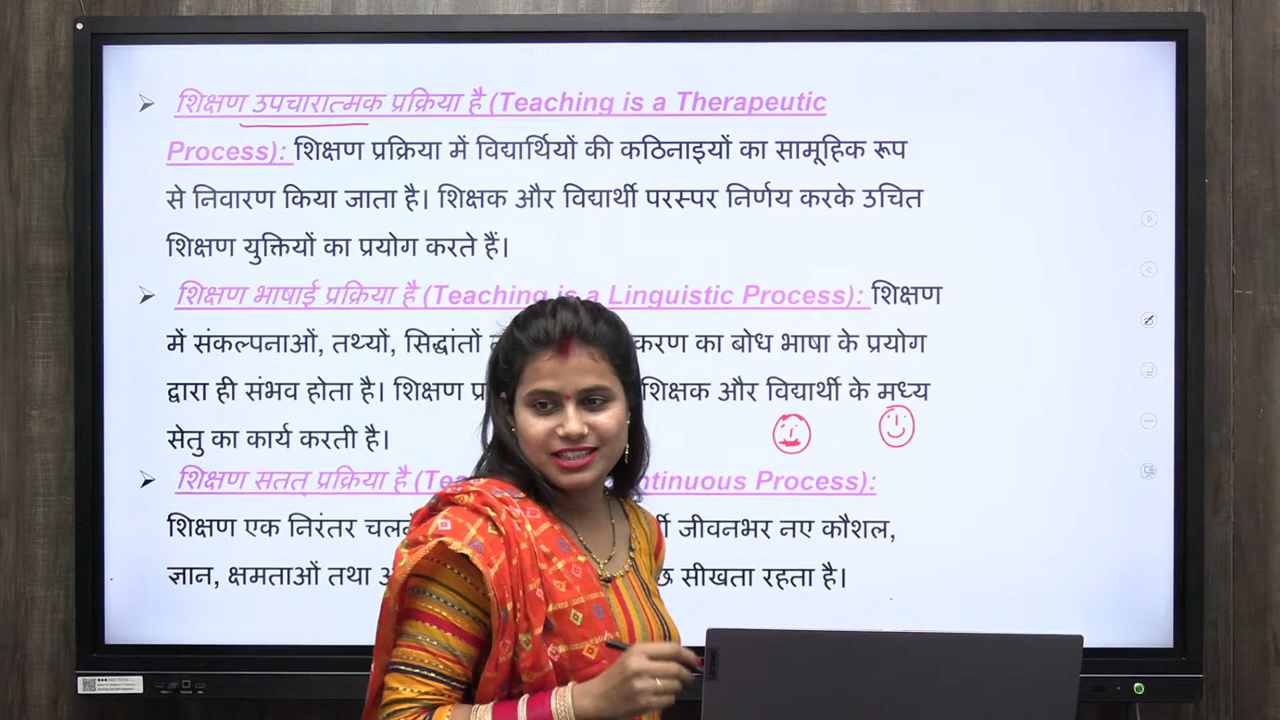 शिक्षण उपचारात्मक प्रक्रिया है (Teaching is a Therapeutic
Process): शिक्षण प्रक्रिया में विद्यार्थियों की कठिनाइयों का सामूहिक रूप
से निवारण किया जाता है। शिक्षक और विद्यार्थी परस्पर निर्णय करके उचित
शिक्षण युक्तियों का प्रयोग करते हैं।
शिक्षण भाषाई प्रक्रिया है (Teaching is a Linguistic Process): शिक्षण
में संकल्पनाओं, तथ्यों, सिद्धांतों करण का बोध भाषा के प्रयोग
द्वारा ही संभव होता है। शिक्षण शिक्षक और विद्यार्थी के मध्य
सेतु का कार्य करती है।
शिक्षण सतत् प्रक्रिया है ntinuous Process):
शिक्षण एक निरंतर जीवनभर नए कौशल,
ज्ञान, क्षमताओं तथा सीखता रहता है।
Lenovo